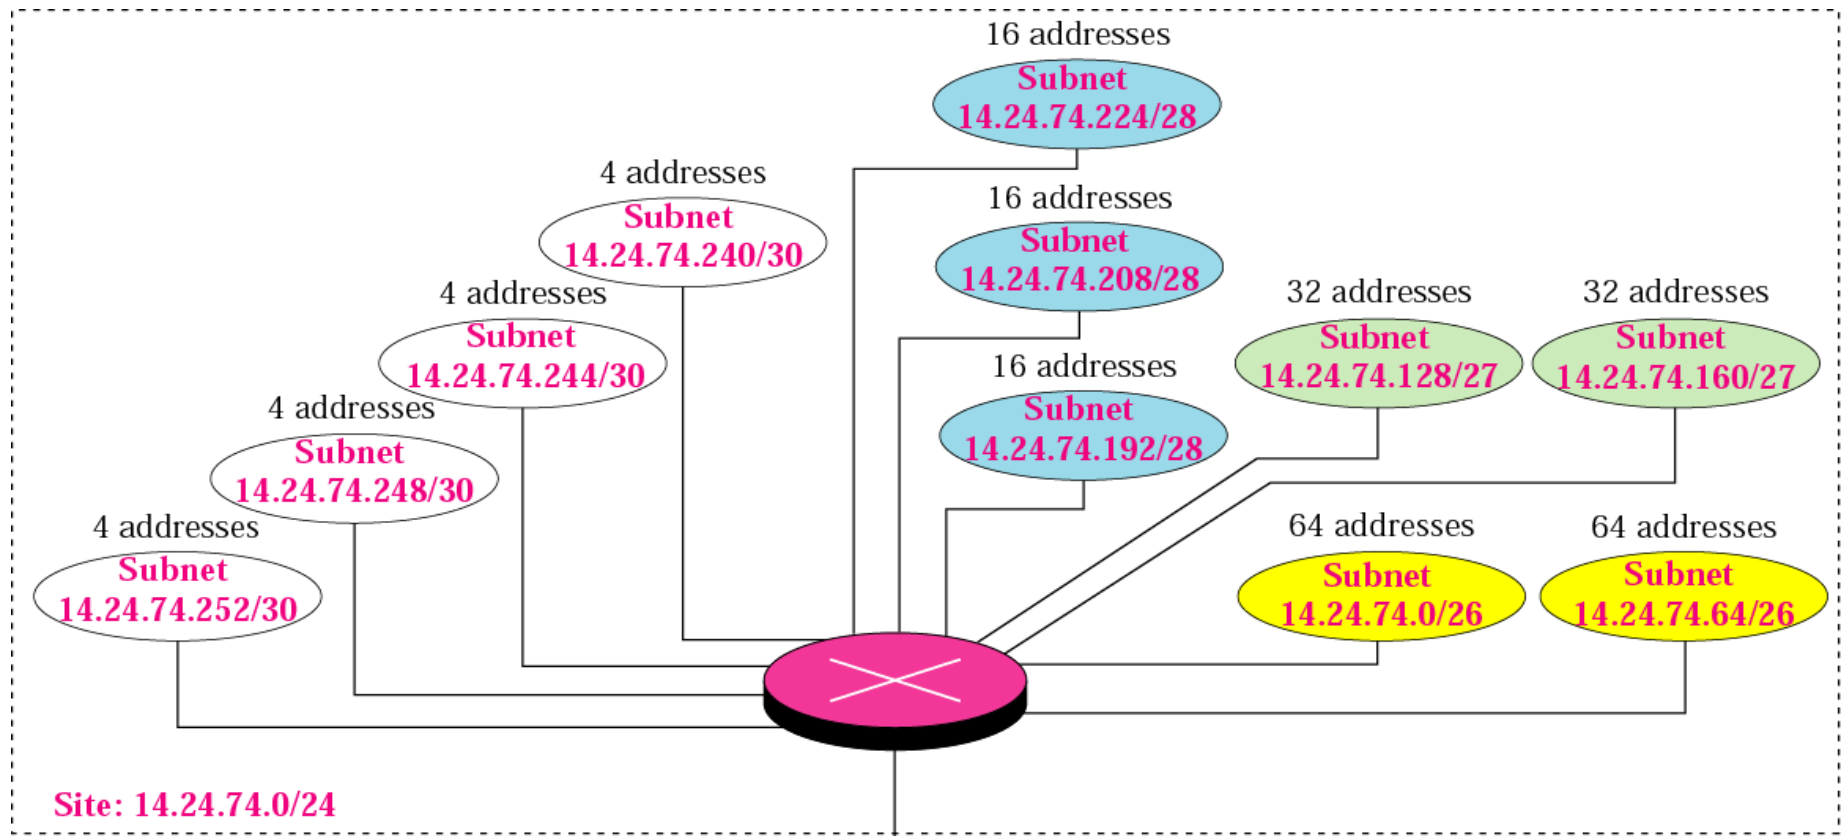 16 addresses
Subnet
14.24.74.224/28
4 addresses
Subnet
14.24.74.240/30
16 addresses
Subnet
14.24.74.208/28
4 addresses
Subnet
14.24.74.244/30
32 addresses
Subnet
14.24.74.128/27
32 addresses
Subnet
14.24.74.160/27
16 addresses
Subnet
14.24.74.192/28
4 addresses
Subnet
14.24.74.248/30
4 addresses
Subnet
14.24.74.252/30
64 addresses
Subnet
14.24.74.0/26
64 addresses
Subnet
14.24.74.64/26
Site: 14.24.74.0/24